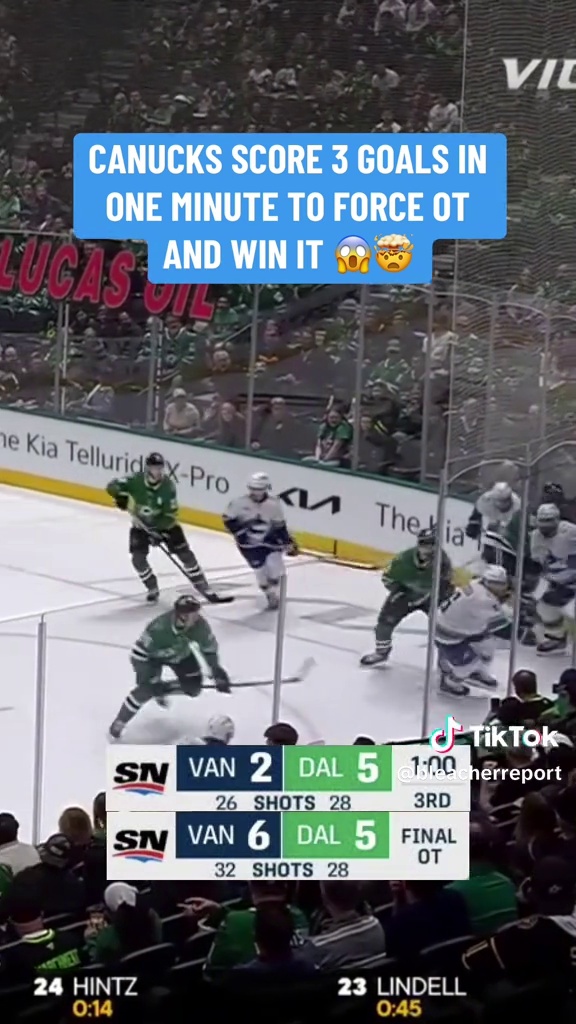 VIC
CANUCKS SCORE 3 GOALS IN
ONE MINUTE TO FORCE OT
AND WIN IT 😱🤯
LUCAS OIL
he Kia Telluride X-Pro KIA The Kia
TikTok
@bleacherreport
SN VAN 2 DAL 5 1:00
26 SHOTS 28 3RD
SN VAN 6 DAL 5 FINAL
OT
32 SHOTS 28
24 HINTZ 23 LINDELL
0:14 0:45